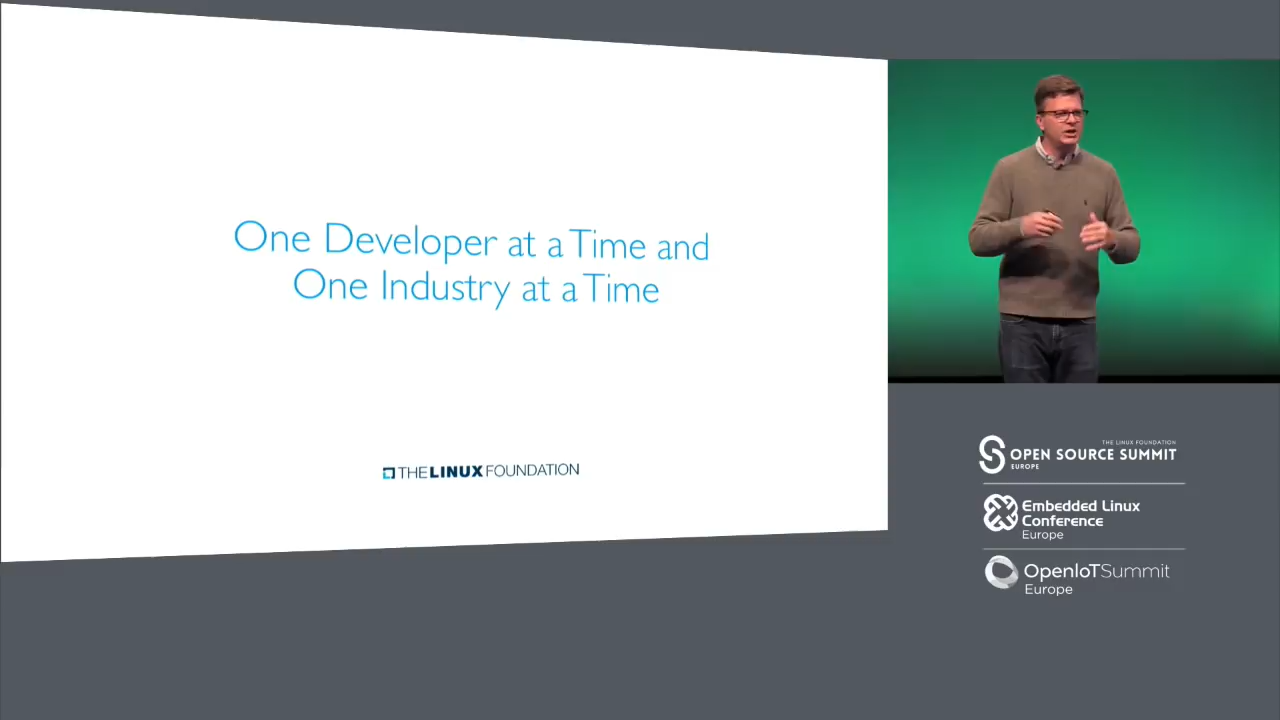 One Developer at a Time and
One Industry at a Time
THE LINUX FOUNDATION
THE LINUX FOUNDATION
OPEN SOURCE SUMMIT
EUROPE
Embedded Linux
Conference
Europe
OpenIoTSummit
Europe